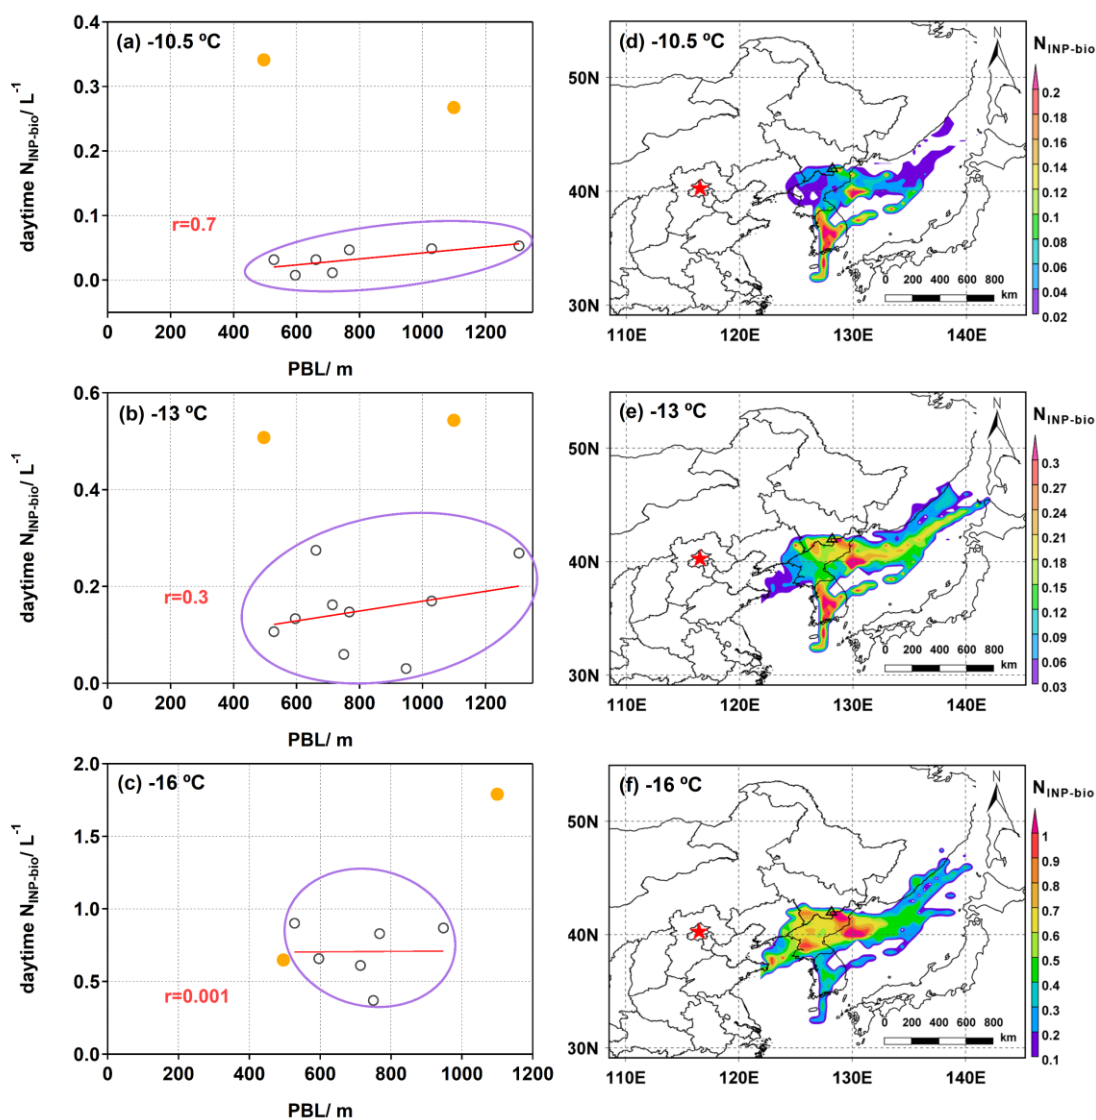 (a) -10.5 ºC
0.4
0.3
0.2
0.1
0.0
daytime N_INP-bio/ L⁻¹
r=0.7
0 200 400 600 800 1000 1200
PBL/ m
(d) -10.5 ºC
N
50N
40N
30N
110E 120E 130E 140E
0 200 400 600 800
km
N_INP-bio
0.2
0.18
0.16
0.14
0.12
0.1
0.08
0.06
0.04
0.02
(b) -13 ºC
0.6
0.4
0.2
0.0
daytime N_INP-bio/ L⁻¹
r=0.3
0 200 400 600 800 1000 1200
PBL/ m
(e) -13 ºC
N
50N
40N
30N
110E 120E 130E 140E
0 200 400 600 800
km
N_INP-bio
0.3
0.27
0.24
0.21
0.18
0.15
0.12
0.09
0.06
0.03
(c) -16 ºC
2.0
1.5
1.0
0.5
0.0
daytime N_INP-bio/ L⁻¹
r=0.001
0 200 400 600 800 1000 1200
PBL/ m
(f) -16 ºC
N
50N
40N
30N
110E 120E 130E 140E
0 200 400 600 800
km
N_INP-bio
1
0.9
0.8
0.7
0.6
0.5
0.4
0.3
0.2
0.1